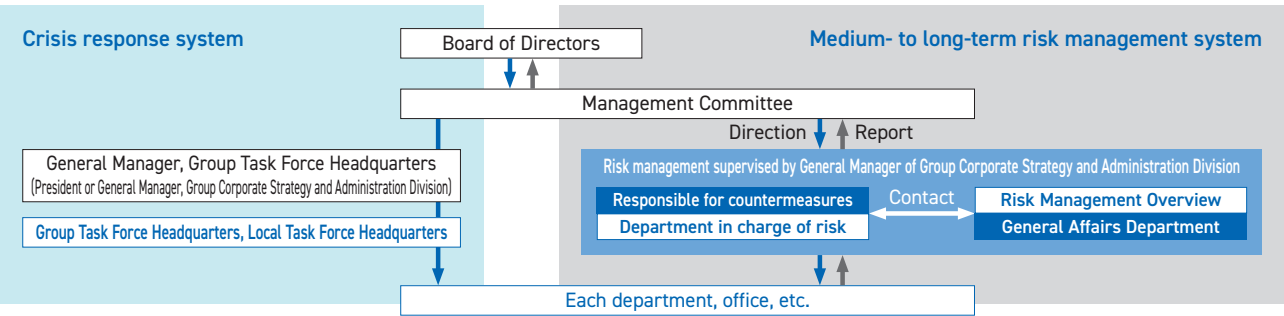 Crisis response system
Board of Directors
Medium- to long-term risk management system
Management Committee
Direction
Report
General Manager, Group Task Force Headquarters
(President or General Manager, Group Corporate Strategy and Administration Division)
Group Task Force Headquarters, Local Task Force Headquarters
Risk management supervised by General Manager of Group Corporate Strategy and Administration Division
Responsible for countermeasures
Department in charge of risk
Contact
Risk Management Overview
General Affairs Department
Each department, office, etc.